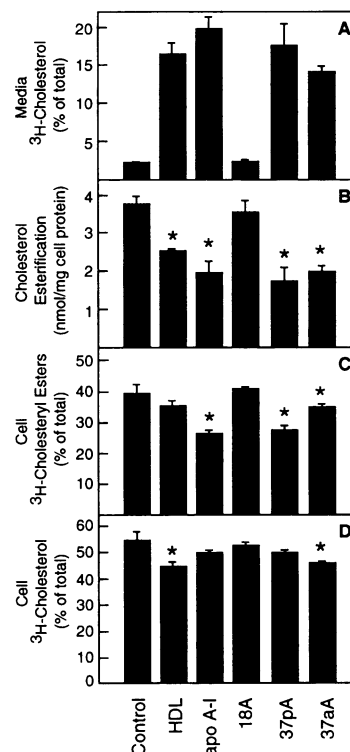 A
Media
³H-Cholesterol
(% of total)
20
15
10
5
B
Cholesterol
Esterification
(nmol/mg cell protein)
4
3
2
1
*
*
*
*
C
Cell
³H-Cholesteryl Esters
(% of total)
50
40
30
20
10
*
*
*
D
Cell
³H-Cholesterol
(% of total)
60
50
40
30
20
10
0
*
*
Control
HDL
apo A-I
18A
37pA
37aA